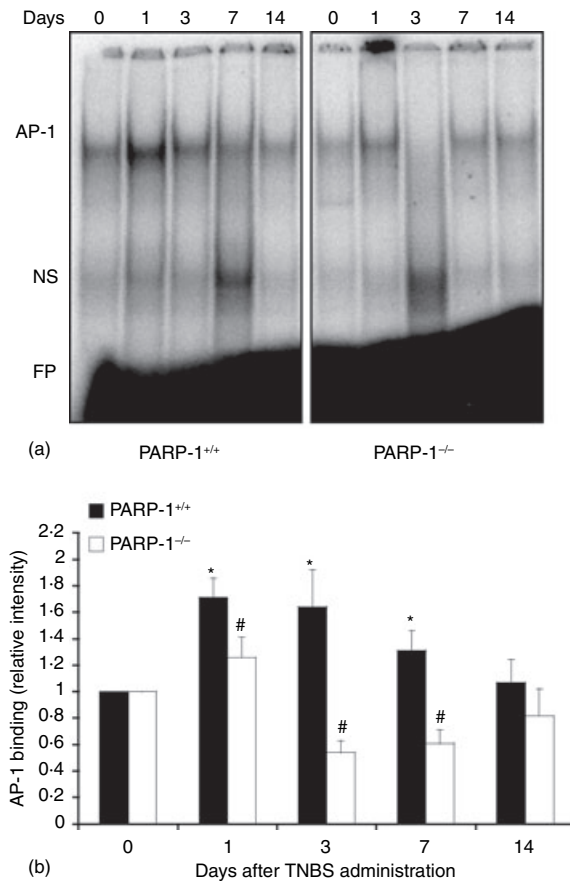 Days 0 1 3 7 14 0 1 3 7 14
AP-1
NS
FP
(a) PARP-1+/+ PARP-1–/–
PARP-1+/+
PARP-1–/–
AP-1 binding (relative intensity)
2·2
2
1·8
1·6
1·4
1·2
1
0·8
0·6
0·4
0·2
0
*
#
*
#
*
#
0 1 3 7 14
(b) Days after TNBS administration